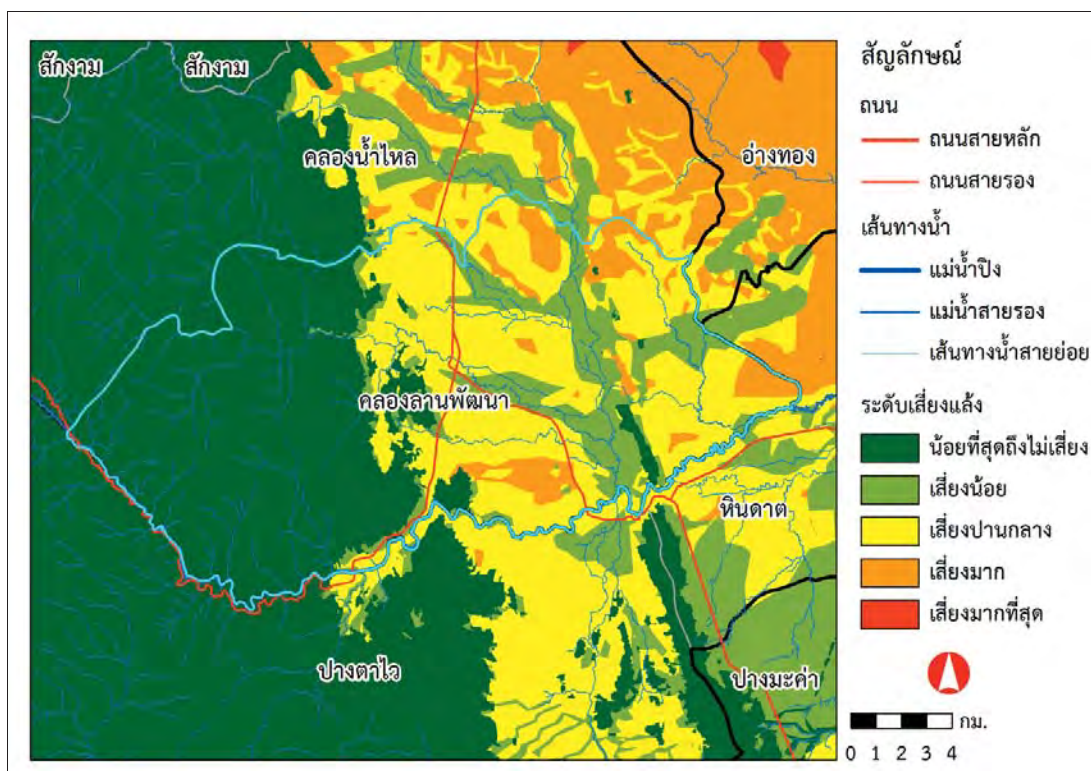 สักงาม
สักงาม
คลองน้ำไหล
อ่างทอง
คลองลานพัฒนา
หินดาต
ปางตาไว
ปางมะค่า
สัญลักษณ์
ถนน
ถนนสายหลัก
ถนนสายรอง
เส้นทางน้ำ
แม่น้ำปิง
แม่น้ำสายรอง
เส้นทางน้ำสายย่อย
ระดับเสี่ยงแล้ง
น้อยที่สุดถึงไม่เสี่ยง
เสี่ยงน้อย
เสี่ยงปานกลาง
เสี่ยงมาก
เสี่ยงมากที่สุด
กม.
0 1 2 3 4